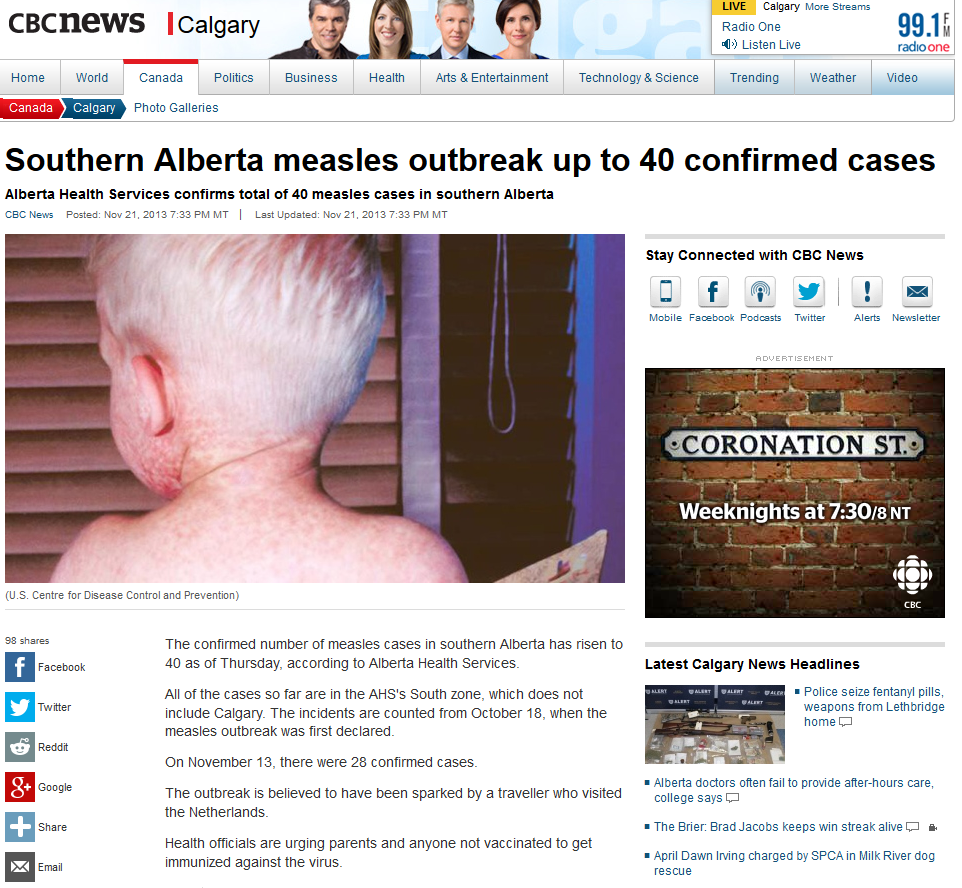 CBCnews
Calgary
LIVE Calgary More Streams
Radio One
Listen Live
99.1 FM
radio one
Home World Canada Politics Business Health Arts & Entertainment Technology & Science Trending Weather Video
Canada Calgary Photo Galleries
Southern Alberta measles outbreak up to 40 confirmed cases
Alberta Health Services confirms total of 40 measles cases in southern Alberta
CBC News Posted: Nov 21, 2013 7:33 PM MT | Last Updated: Nov 21, 2013 7:33 PM MT
(U.S. Centre for Disease Control and Prevention)
98 shares
Facebook
Twitter
Reddit
Google
Share
Email
The confirmed number of measles cases in southern Alberta has risen to
40 as of Thursday, according to Alberta Health Services.
All of the cases so far are in the AHS's South zone, which does not
include Calgary. The incidents are counted from October 18, when the
measles outbreak was first declared.
On November 13, there were 28 confirmed cases.
The outbreak is believed to have been sparked by a traveller who visited
the Netherlands.
Health officials are urging parents and anyone not vaccinated to get
immunized against the virus.
Stay Connected with CBC News
Mobile Facebook Podcasts Twitter Alerts Newsletter
ADVERTISEMENT
CORONATION ST.
Weeknights at 7:30/8 NT
CBC
Latest Calgary News Headlines
ALERT ALERT ALERT ALERT
Police seize fentanyl pills,
weapons from Lethbridge
home
Alberta doctors often fail to provide after-hours care,
college says
The Brier: Brad Jacobs keeps win streak alive
April Dawn Irving charged by SPCA in Milk River dog
rescue